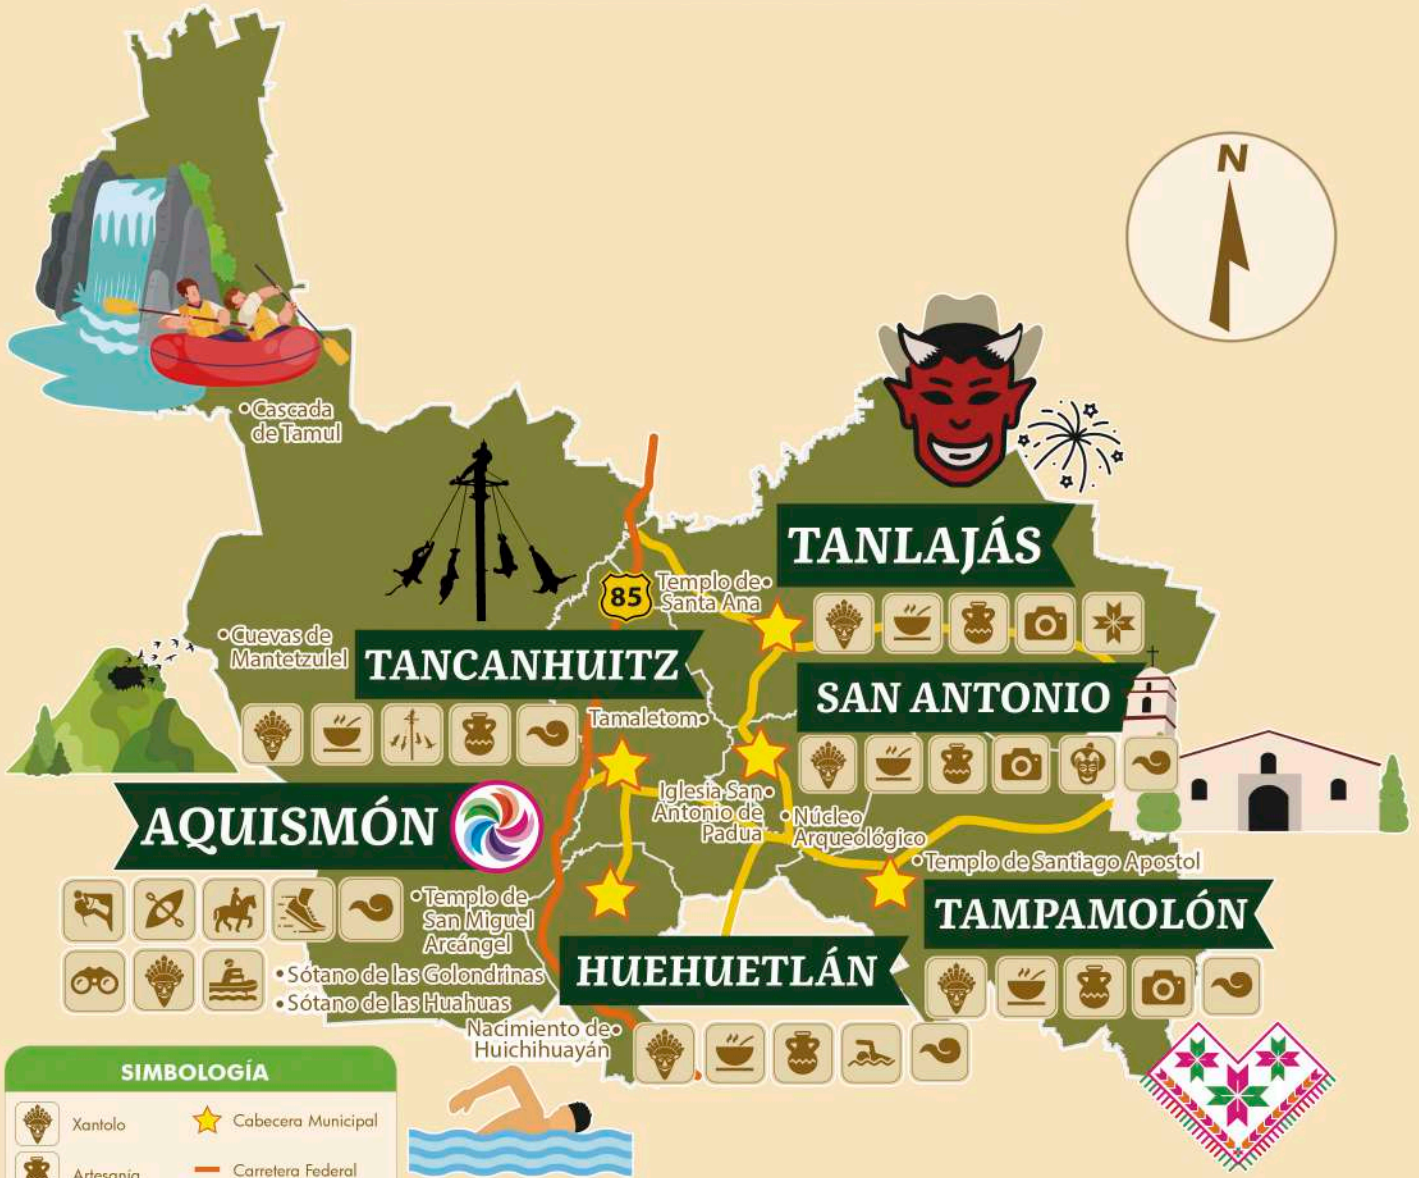 N
• Cascada
de Tamul
TANLAJÁS
85
Templo de •
Santa Ana
• Cuevas de
Mantetzulel
TANCANHUITZ
SAN ANTONIO
Tamaletom •
Iglesia San •
Antonio de
Padua
• Núcleo
Arqueológico
AQUISMÓN
• Templo de Santiago Apostol
• Templo de
San Miguel
Arcángel
TAMPAMOLÓN
HUEHUETLÁN
• Sótano de las Golondrinas
• Sótano de las Huahuas
Nacimiento de •
Huichihuayán
SIMBOLOGÍA
Xantolo
Cabecera Municipal
Artesanía
Carretera Federal